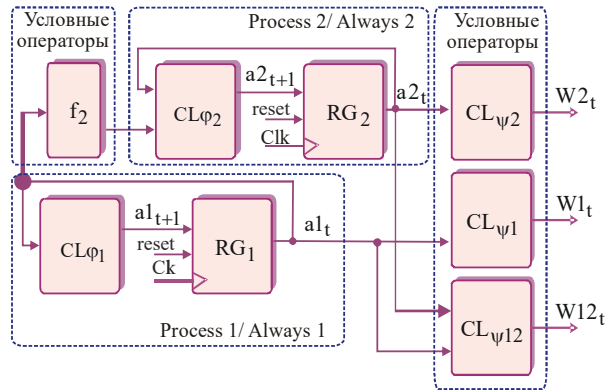 Условные
операторы
Process 2/ Always 2
Условные
операторы
f2
CLφ2
a2t+1
reset
Clk
RG2
a2t
CLψ2
W2t
CLφ1
a1t+1
reset
Ck
RG1
a1t
CLψ1
W1t
CLψ12
W12t
Process 1/ Always 1